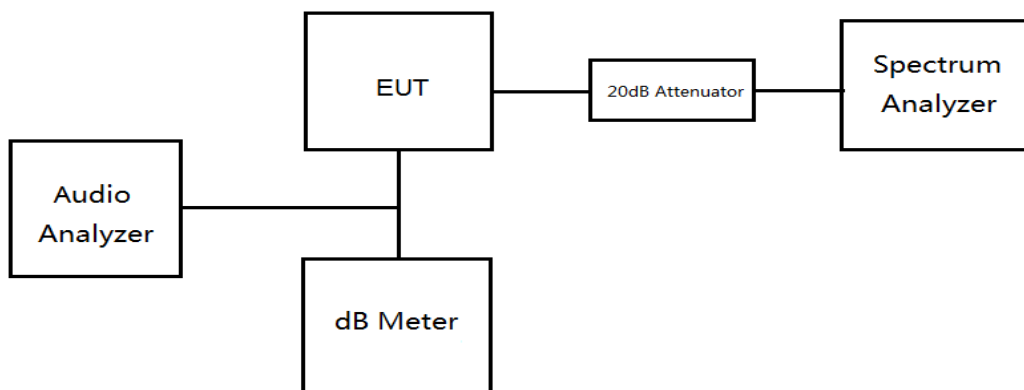 EUT
20dB Attenuator
Spectrum
Analyzer
Audio
Analyzer
dB Meter